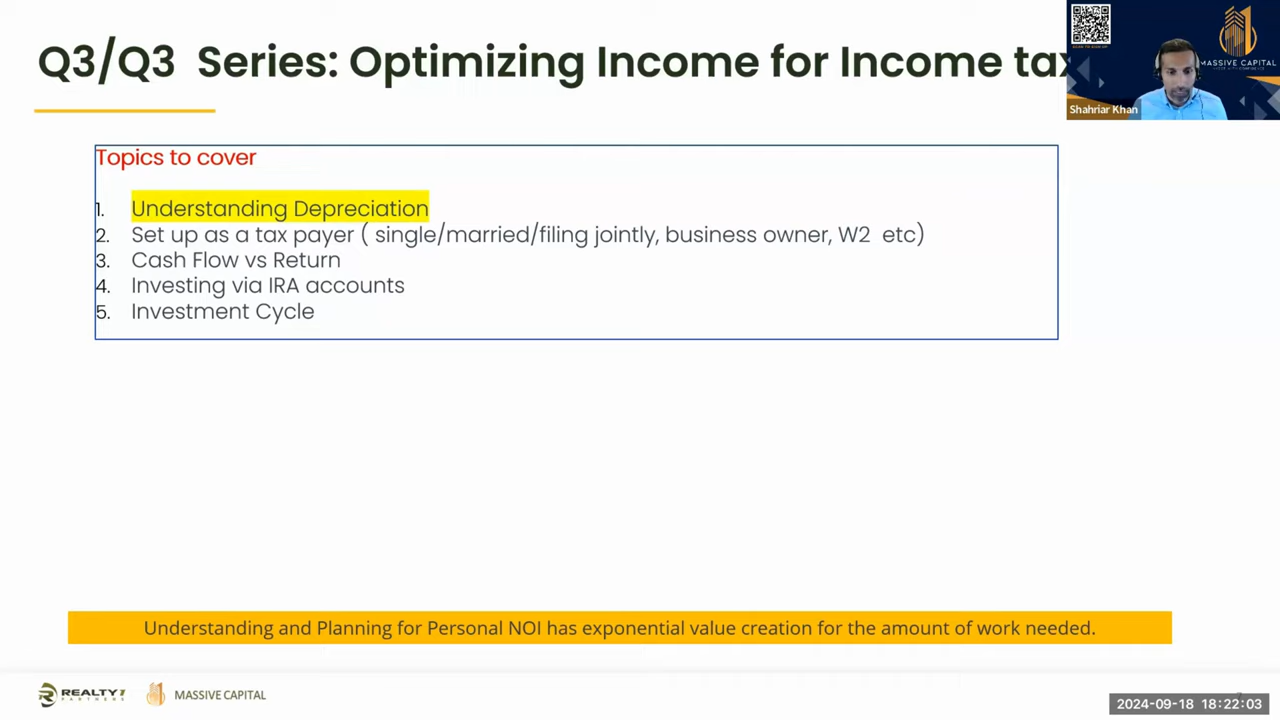 Q3/Q3 Series: Optimizing Income for Income tax
MASSIVE CAPITAL
Shahriar Khan
Topics to cover
1. Understanding Depreciation
2. Set up as a tax payer ( single/married/filing jointly, business owner, W2 etc)
3. Cash Flow vs Return
4. Investing via IRA accounts
5. Investment Cycle
Understanding and Planning for Personal NOI has exponential value creation for the amount of work needed.
REALTY1
PARTNERS
MASSIVE CAPITAL
2024-09-18 18:22:03